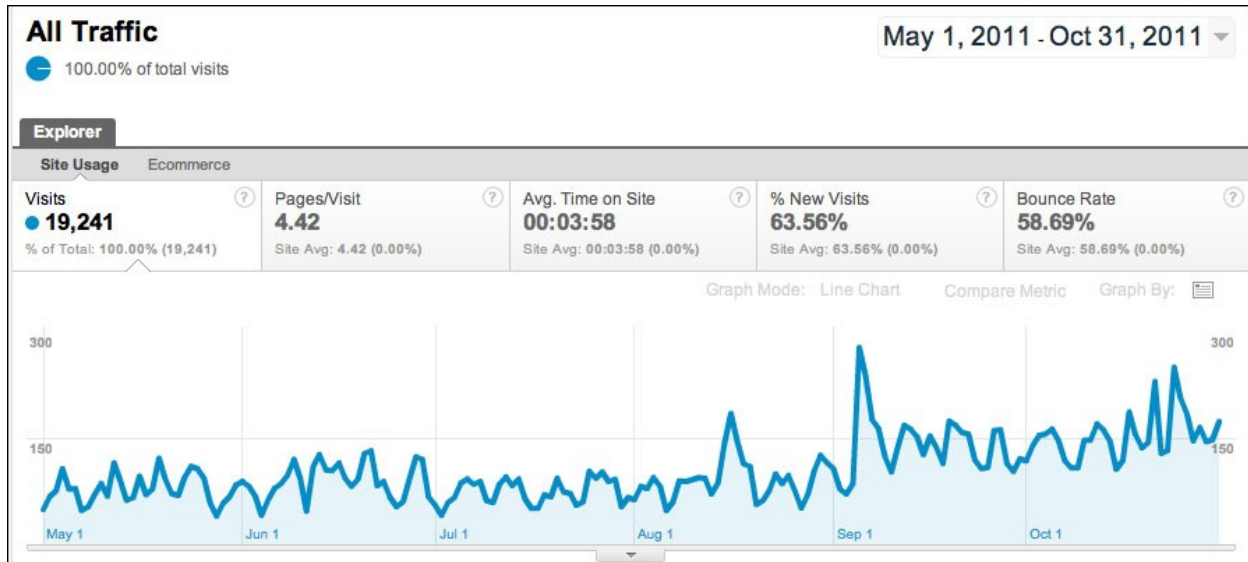 All Traffic
May 1, 2011 - Oct 31, 2011
100.00% of total visits
Explorer
Site Usage Ecommerce
Visits ? Pages/Visit ? Avg. Time on Site ? % New Visits ? Bounce Rate ?
19,241 4.42 00:03:58 63.56% 58.69%
% of Total: 100.00% (19,241) Site Avg: 4.42 (0.00%) Site Avg: 00:03:58 (0.00%) Site Avg: 63.56% (0.00%) Site Avg: 58.69% (0.00%)
Graph Mode: Line Chart Compare Metric Graph By:
300 300
150 150
May 1 Jun 1 Jul 1 Aug 1 Sep 1 Oct 1